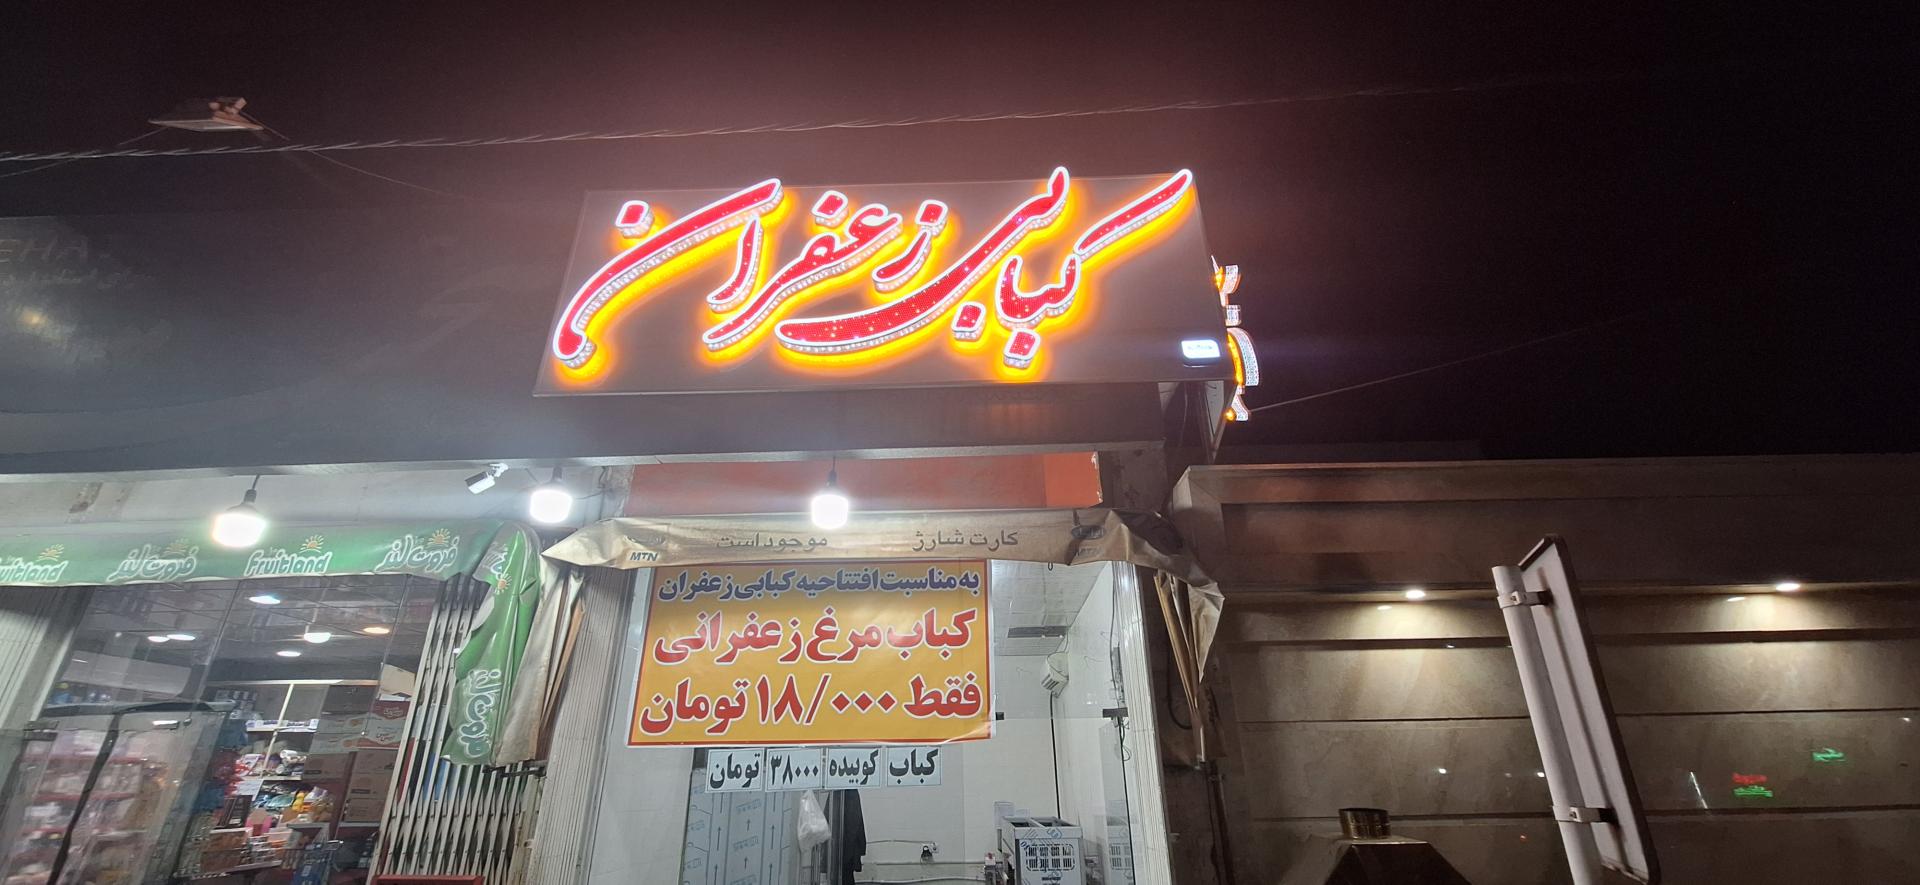 کبابی زعفران
Fruitland
فروت لند
Fruitland
فروت لند
MTN
کارت شارژ موجود است
به مناسبت افتتاحیه کبابی زعفران
کباب مرغ زعفرانی
فقط ۱۸/۰۰۰ تومان
کباب کوبیده ۳۸۰۰۰ تومان